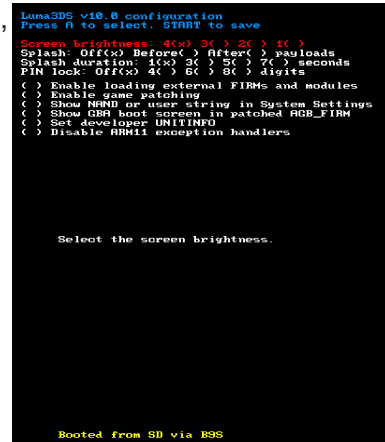 ,
Luma3DS v10.0 configuration
Press A to select, START to save
Screen brightness: 4(x) 3( ) 2( ) 1( )
Splash: Off(x) Before( ) After( ) payloads
Splash duration: 1(x) 3( ) 5( ) 7( ) seconds
PIN lock: Off(x) 4( ) 6( ) 8( ) digits
( ) Enable loading external FIRMs and modules
( ) Enable game patching
( ) Show NAND or user string in System Settings
( ) Show GBA boot screen in patched AGB_FIRM
( ) Set developer UNITINFO
( ) Disable ARM11 exception handlers
Select the screen brightness.
Booted from SD via B9S